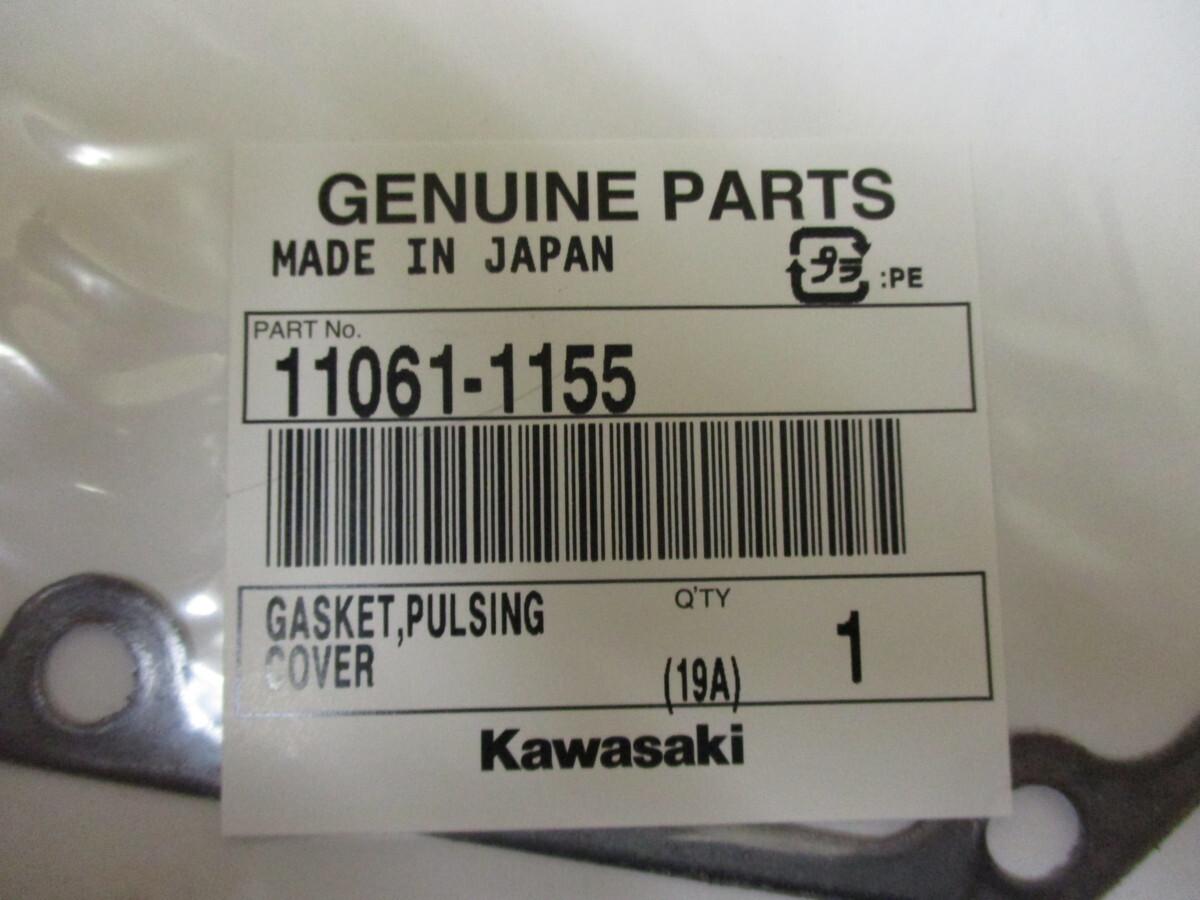 GENUINE PARTS
MADE IN JAPAN
プラ :PE
PART No.
11061-1155
GASKET,PULSING
COVER
Q'TY
(19A)
1
Kawasaki